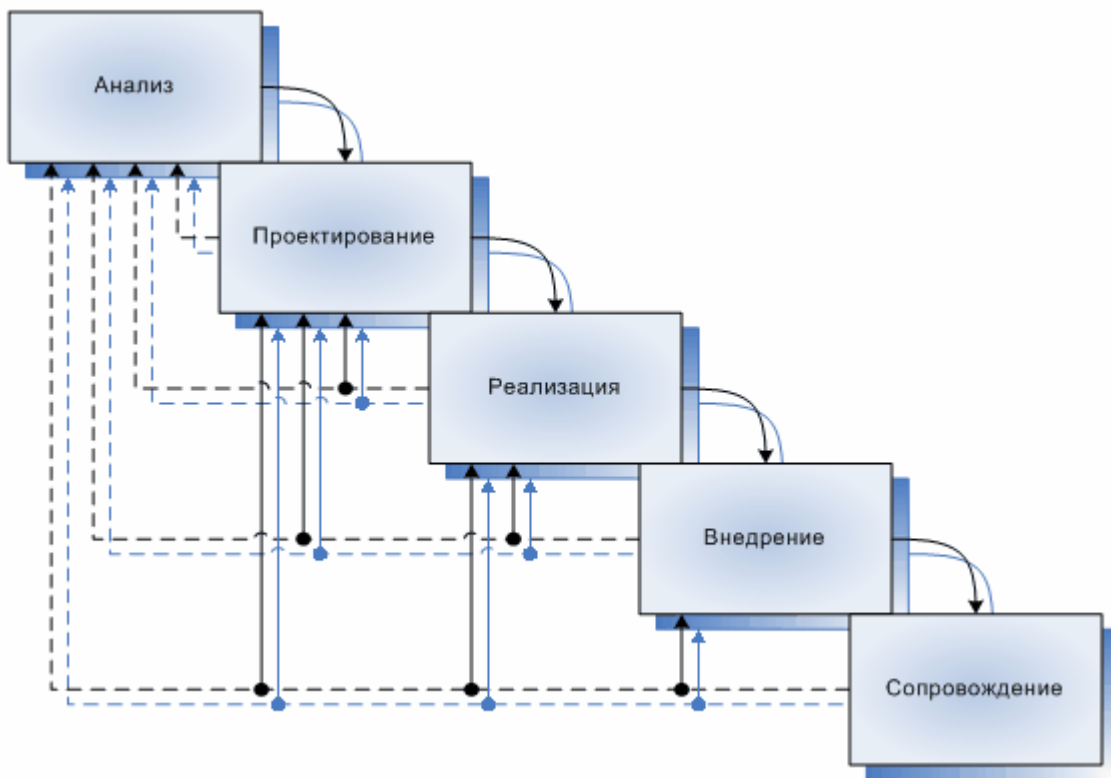 Анализ
Проектирование
Реализация
Внедрение
Сопровождение